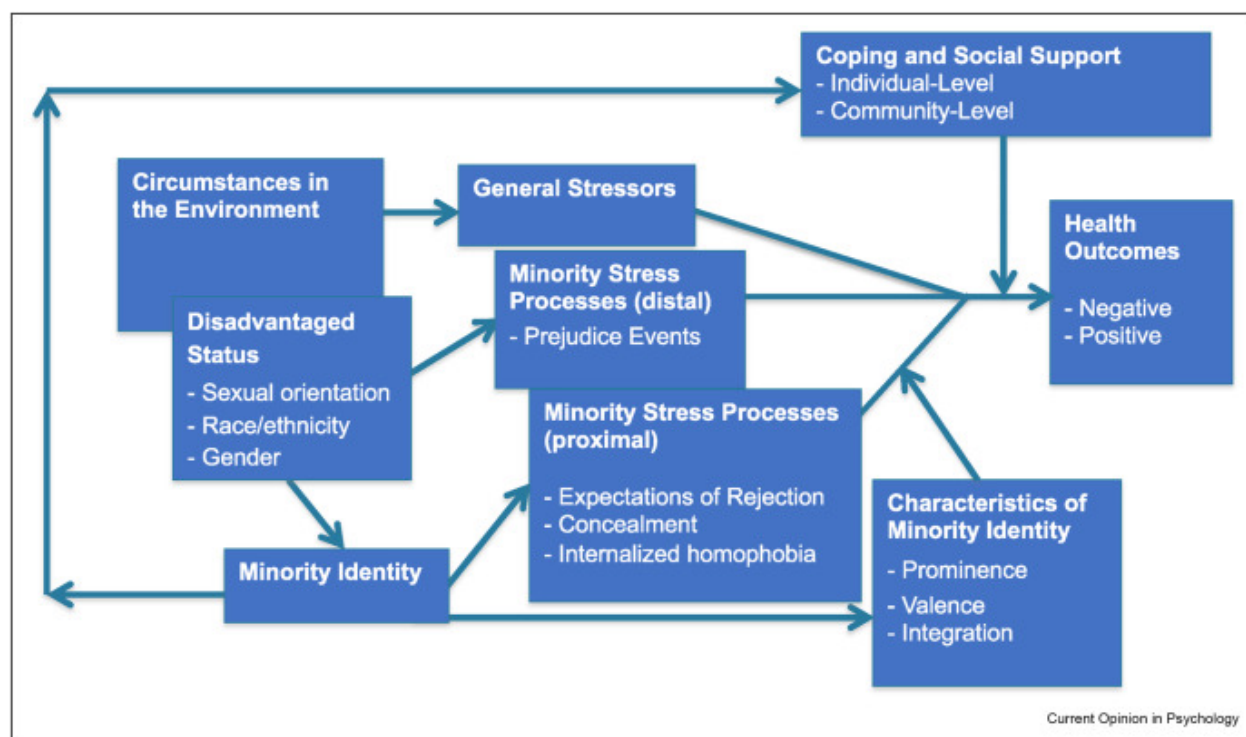 Coping and Social Support
- Individual-Level
- Community-Level
Circumstances in
the Environment
General Stressors
Health
Outcomes
- Negative
- Positive
Minority Stress
Processes (distal)
- Prejudice Events
Disadvantaged
Status
- Sexual orientation
- Race/ethnicity
- Gender
Minority Stress Processes
(proximal)
- Expectations of Rejection
- Concealment
- Internalized homophobia
Characteristics of
Minority Identity
- Prominence
- Valence
- Integration
Minority Identity
Current Opinion in Psychology